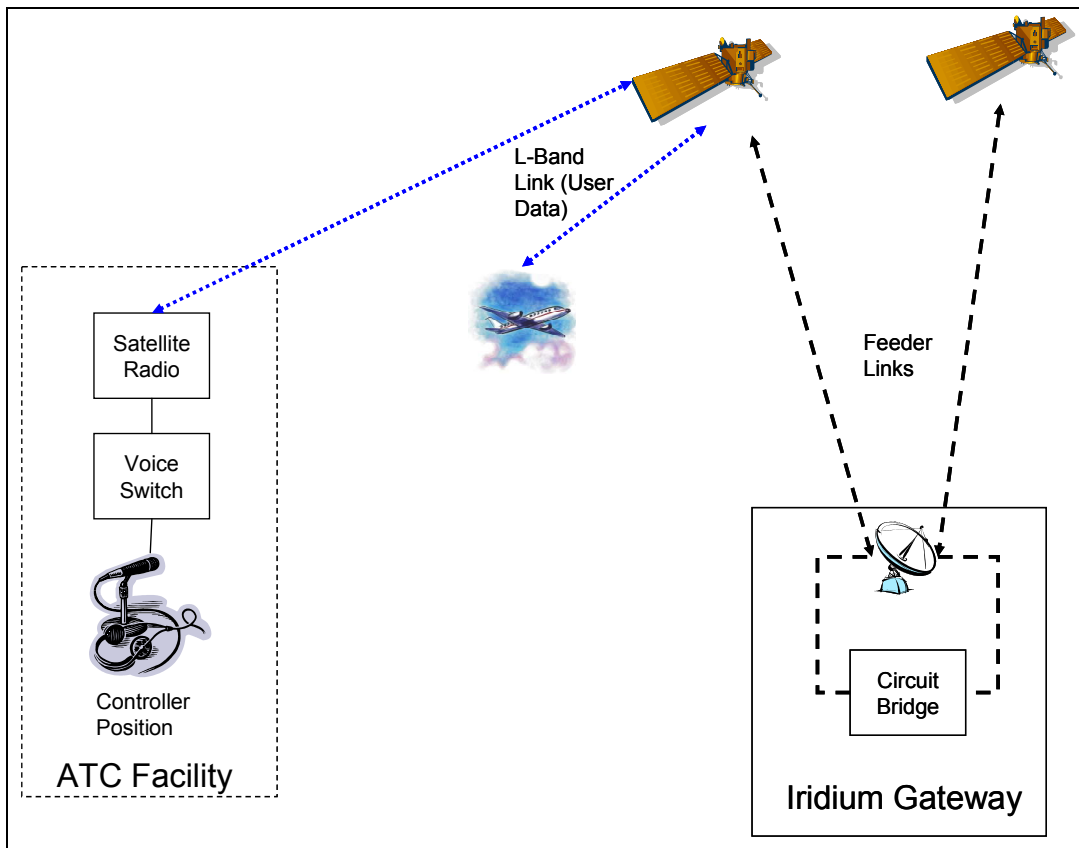 L-Band
Link (User
Data)
Satellite
Radio
Voice
Switch
Controller
Position
ATC Facility
Feeder
Links
Circuit
Bridge
Iridium Gateway